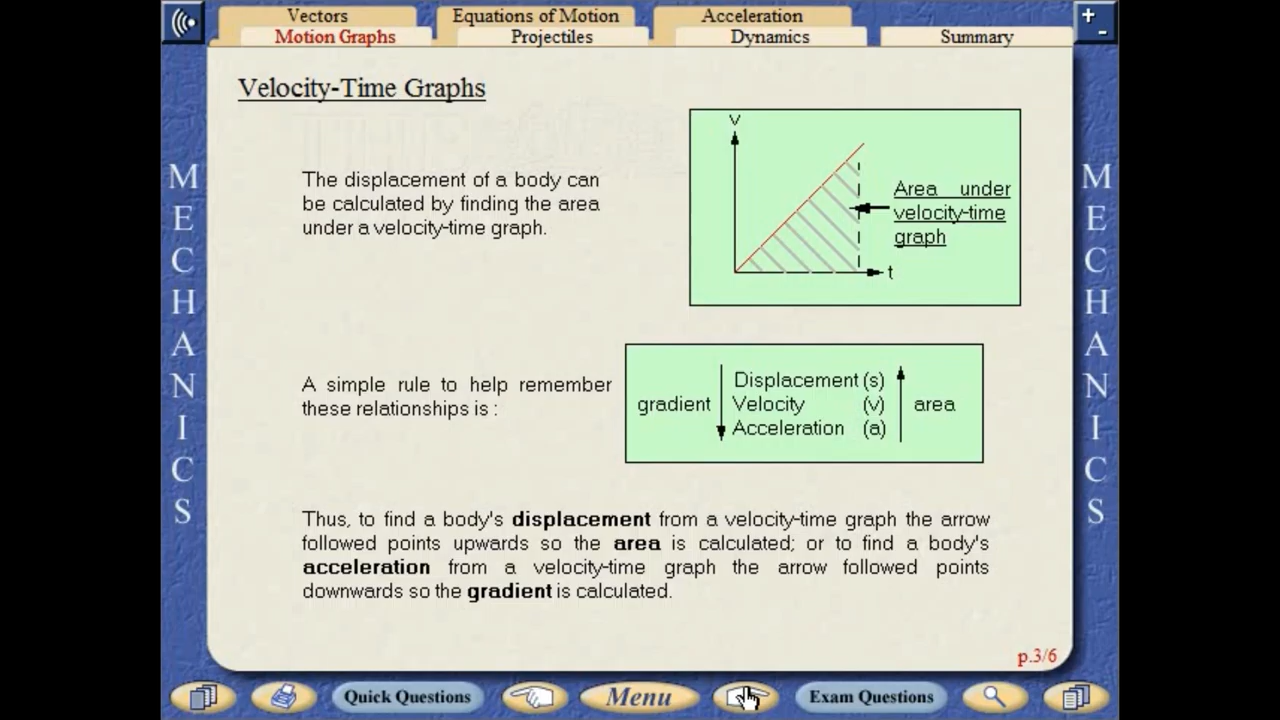 Vectors
Equations of Motion
Acceleration
Motion Graphs
Projectiles
Dynamics
Summary
+
-
MECHANICS
MECHANICS
Velocity-Time Graphs
The displacement of a body can
be calculated by finding the area
under a velocity-time graph.
v
Area under
velocity-time
graph
t
A simple rule to help remember
these relationships is :
gradient
Displacement (s)
Velocity (v)
Acceleration (a)
area
Thus, to find a body's displacement from a velocity-time graph the arrow
followed points upwards so the area is calculated; or to find a body's
acceleration from a velocity-time graph the arrow followed points
downwards so the gradient is calculated.
p.3/6
Quick Questions
Menu
Exam Questions